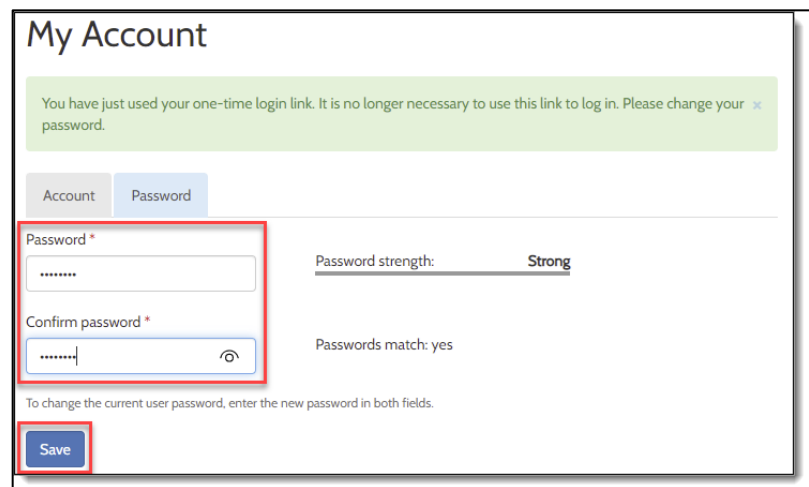 My Account
You have just used your one-time login link. It is no longer necessary to use this link to log in. Please change your x
password.
Account Password
Password *
••••••••
Password strength: Strong
Confirm password *
••••••••
Passwords match: yes
To change the current user password, enter the new password in both fields.
Save